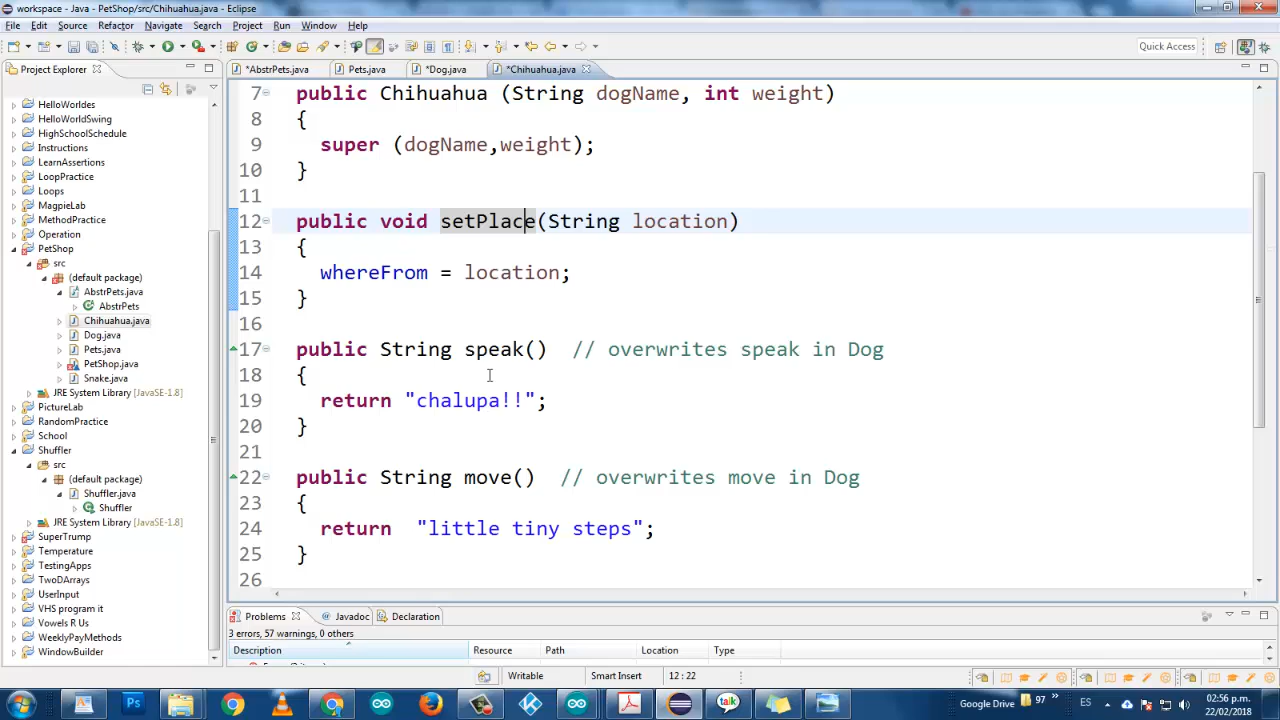 workspace - Java - PetShop/src/Chihuahua.java - Eclipse
File Edit Source Refactor Navigate Search Project Run Window Help
Quick Access
Project Explorer
*AbstrPets.java Pets.java *Dog.java *Chihuahua.java
HelloWorldes
HelloWorldSwing
HighSchoolSchedule
Instructions
LearnAssertions
LoopPractice
Loops
MagpieLab
MethodPractice
Operation
PetShop
src
(default package)
AbstrPets.java
AbstrPets
Chihuahua.java
Dog.java
Pets.java
PetShop.java
Snake.java
JRE System Library [JavaSE-1.8]
PictureLab
RandomPractice
School
Shuffler
src
(default package)
Shuffler.java
Shuffler
JRE System Library [JavaSE-1.8]
SuperTrump
Temperature
TestingApps
TwoDArrays
UserInput
VHS program it
Vowels R Us
WeeklyPayMethods
WindowBuilder
7 public Chihuahua (String dogName, int weight)
8 {
9 super (dogName,weight);
10 }
11
12 public void setPlace(String location)
13 {
14 whereFrom = location;
15 }
16
17 public String speak() // overwrites speak in Dog
18 {
19 return "chalupa!!";
20 }
21
22 public String move() // overwrites move in Dog
23 {
24 return "little tiny steps";
25 }
26
Problems @ Javadoc Declaration
3 errors, 57 warnings, 0 others
Description Resource Path Location Type
Writable Smart Insert 12 : 22
Ps talk Google Drive 97 » ES 02:56 p.m.
22/02/2018